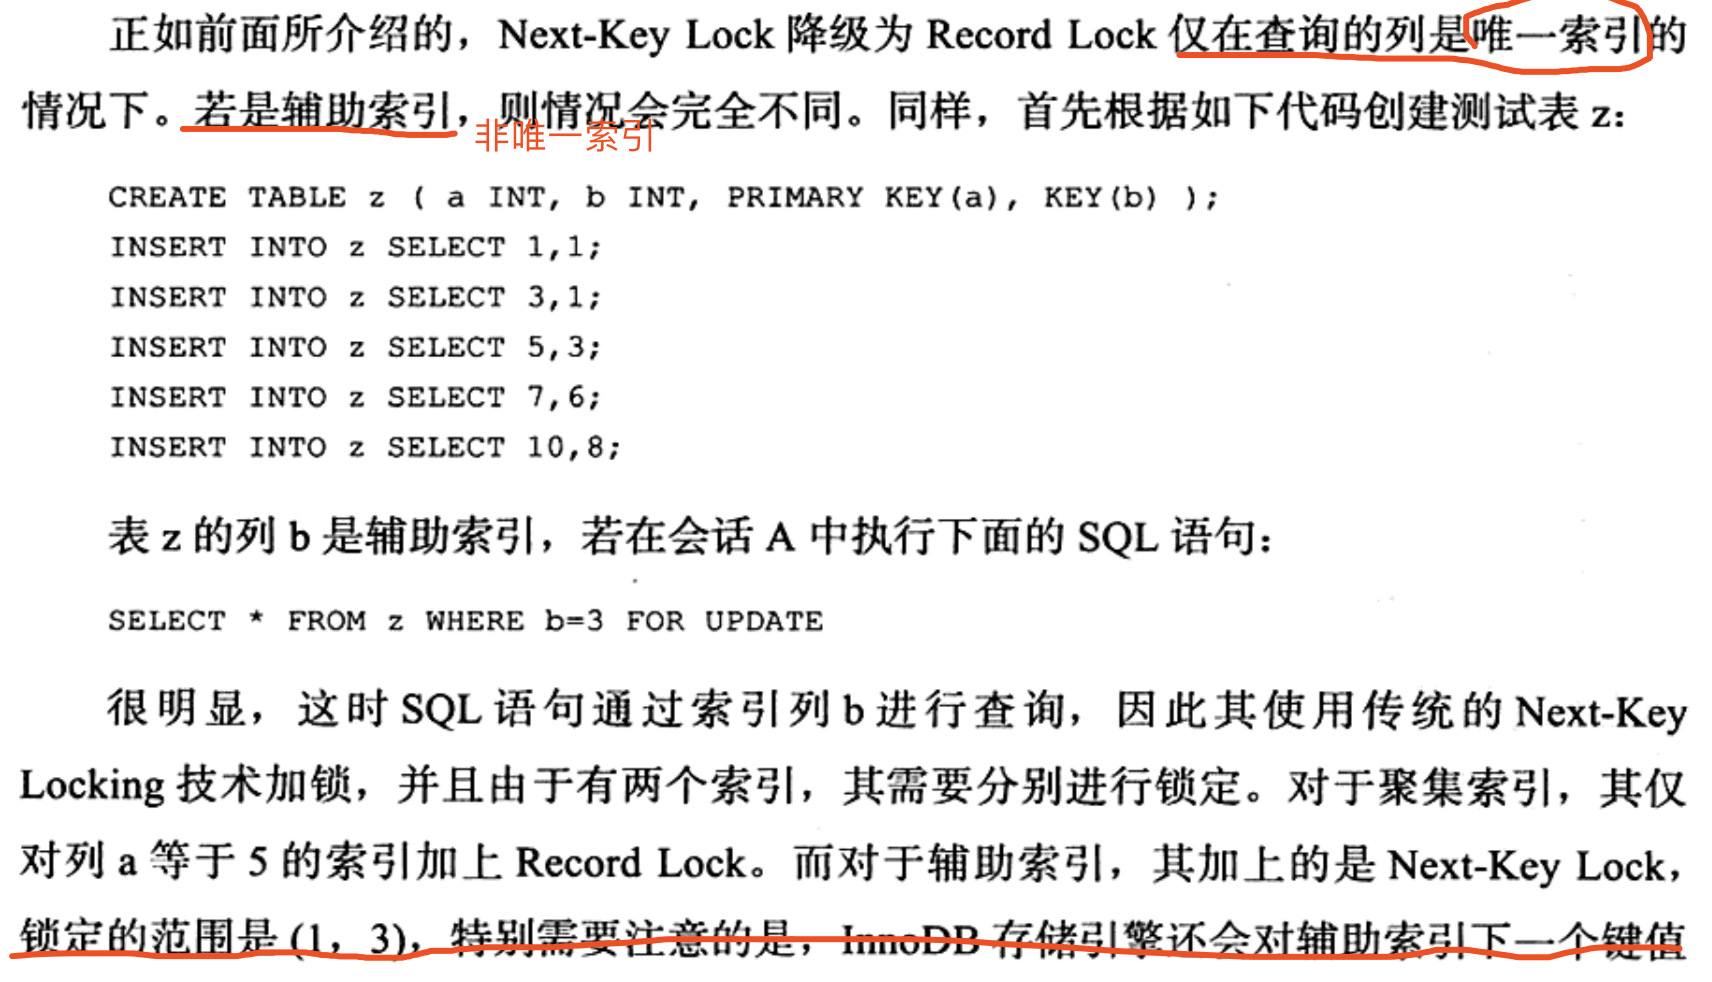 正如前面所介绍的，Next-Key Lock 降级为 Record Lock 仅在查询的列是唯一索引的
情况下。若是辅助索引，则情况会完全不同。同样，首先根据如下代码创建测试表 z：
非唯一索引
CREATE TABLE z ( a INT, b INT, PRIMARY KEY(a), KEY(b) );
INSERT INTO z SELECT 1,1;
INSERT INTO z SELECT 3,1;
INSERT INTO z SELECT 5,3;
INSERT INTO z SELECT 7,6;
INSERT INTO z SELECT 10,8;
表 z 的列 b 是辅助索引，若在会话 A 中执行下面的 SQL 语句：
SELECT * FROM z WHERE b=3 FOR UPDATE
很明显，这时 SQL 语句通过索引列 b 进行查询，因此其使用传统的 Next-Key
Locking 技术加锁，并且由于有两个索引，其需要分别进行锁定。对于聚集索引，其仅
对列 a 等于 5 的索引加上 Record Lock。而对于辅助索引，其加上的是 Next-Key Lock，
锁定的范围是 (1，3)，特别需要注意的是，InnoDB 存储引擎还会对辅助索引下一个键值